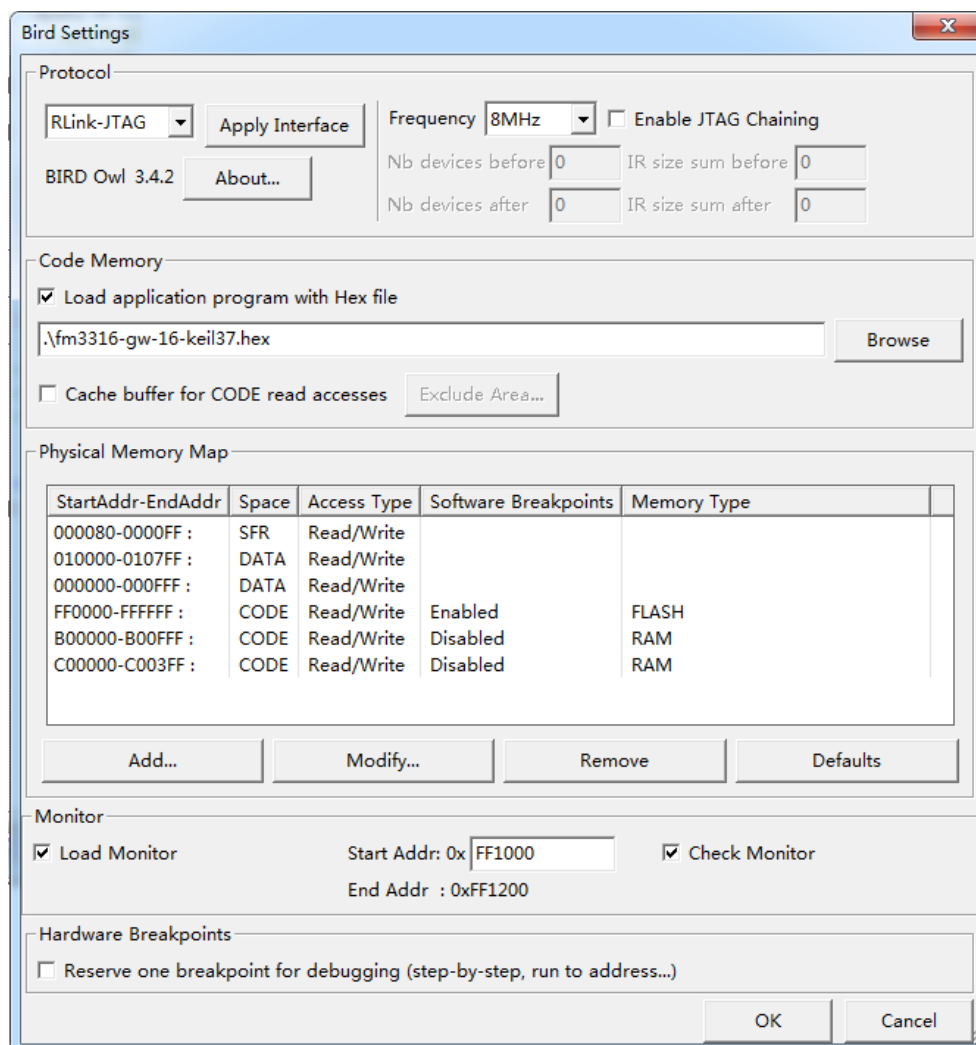 Bird Settings
Protocol
RLink-JTAG Apply Interface Frequency 8MHz Enable JTAG Chaining
Nb devices before 0 IR size sum before 0
BIRD Owl 3.4.2 About...
Nb devices after 0 IR size sum after 0
Code Memory
Load application program with Hex file
.\fm3316-gw-16-keil37.hex Browse
Cache buffer for CODE read accesses Exclude Area...
Physical Memory Map
StartAddr-EndAddr Space Access Type Software Breakpoints Memory Type
000080-0000FF : SFR Read/Write
010000-0107FF : DATA Read/Write
000000-000FFF : DATA Read/Write
FF0000-FFFFFF : CODE Read/Write Enabled FLASH
B00000-B00FFF : CODE Read/Write Disabled RAM
C00000-C003FF : CODE Read/Write Disabled RAM
Add... Modify... Remove Defaults
Monitor
Load Monitor Start Addr: 0x FF1000 Check Monitor
End Addr : 0xFF1200
Hardware Breakpoints
Reserve one breakpoint for debugging (step-by-step, run to address...)
OK Cancel